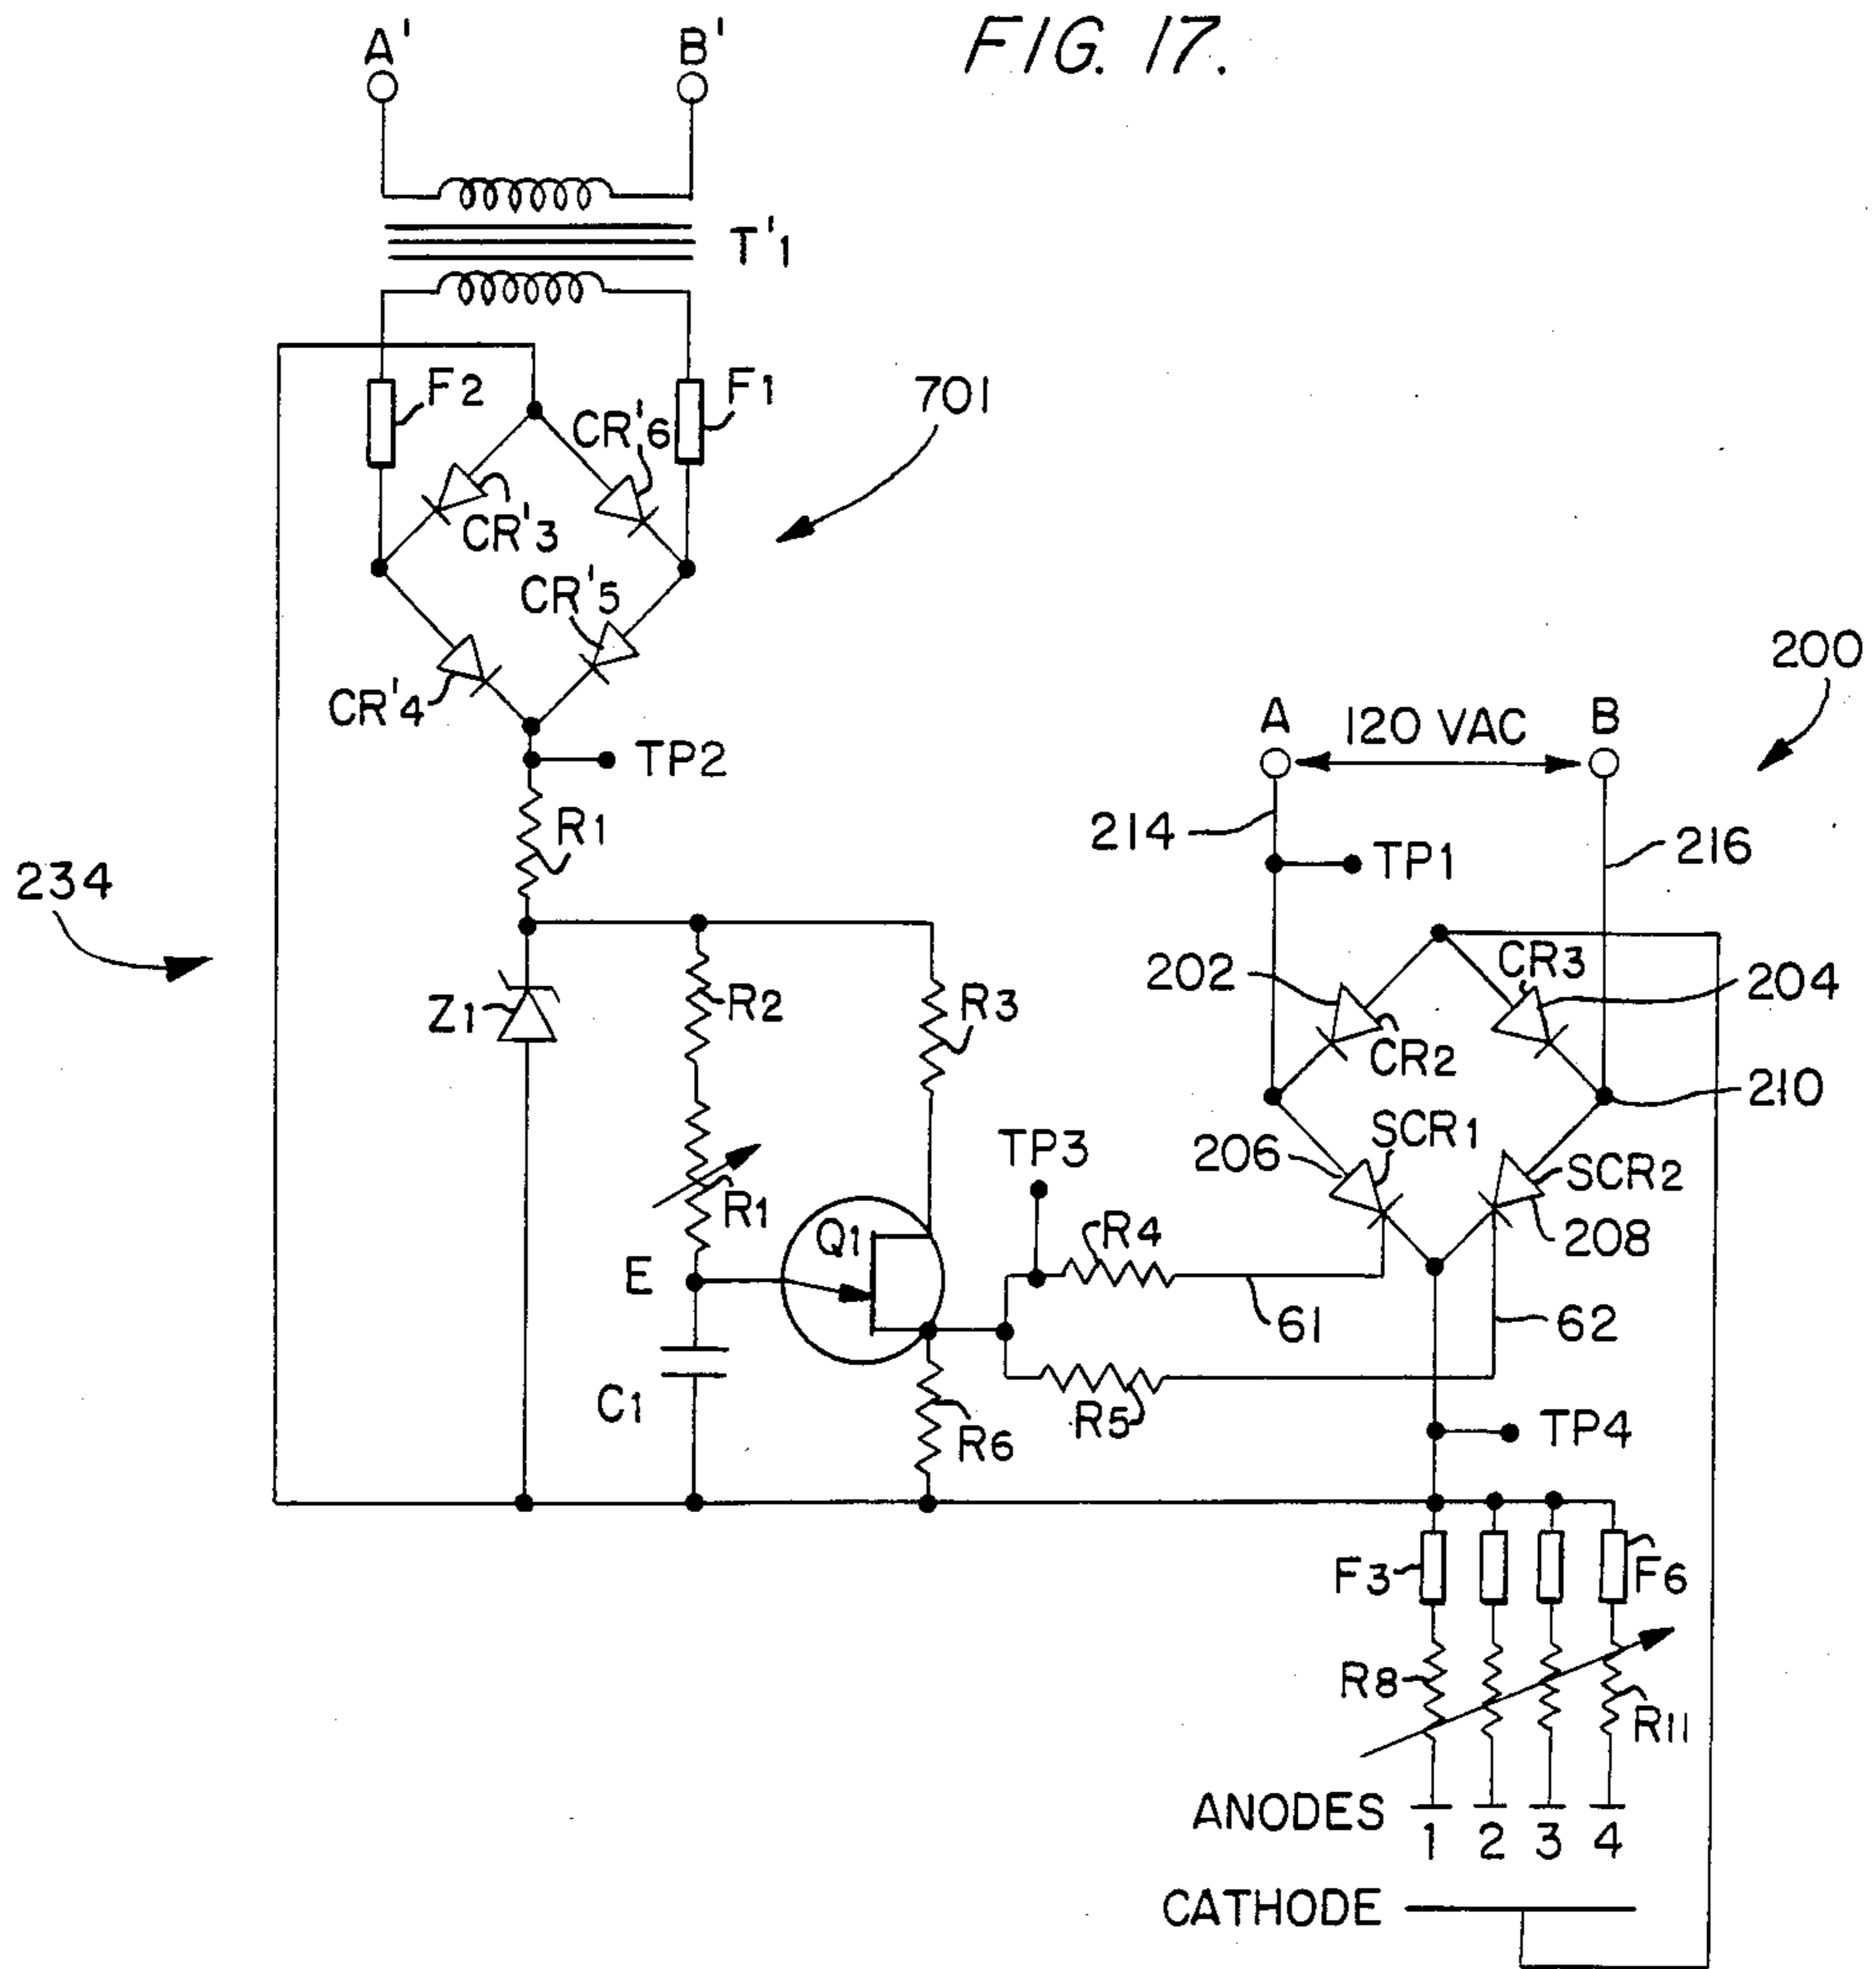 FIG. 17.
A' B'
T'1
F2 F1
CR'6
701
CR'3
CR'5
CR'4
200
A 120 VAC B
TP2
R1
214
TP1
216
234
202
CR3
204
Z1
R2
R3
CR2
210
TP3
206
SCR1
SCR2
R1
Q1
R4
208
E
61
62
C1
R5
R6
TP4
F3
F6
R8
R11
ANODES
1 2 3 4
CATHODE